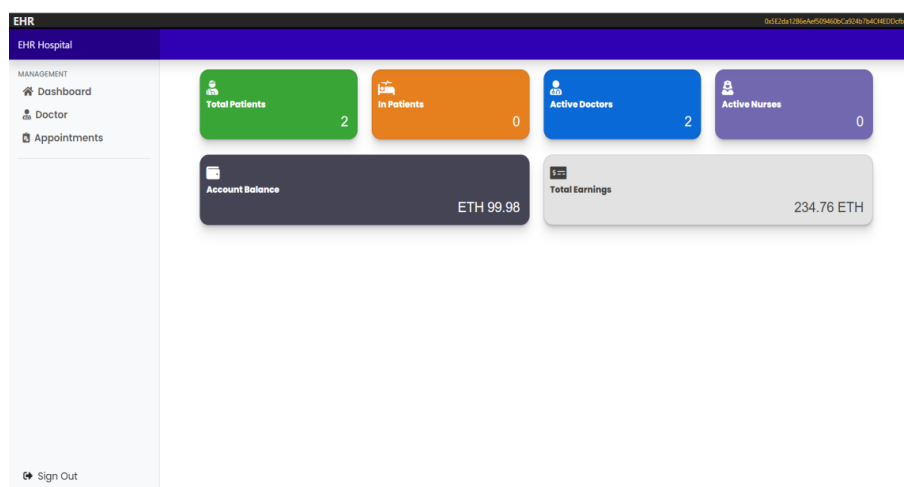 EHR
EHR Hospital
MANAGEMENT
Dashboard
Doctor
Appointments
Total Patients
2
In Patients
0
Active Doctors
2
Active Nurses
0
Account Balance
ETH 99.98
Total Earnings
234.76 ETH
Sign Out